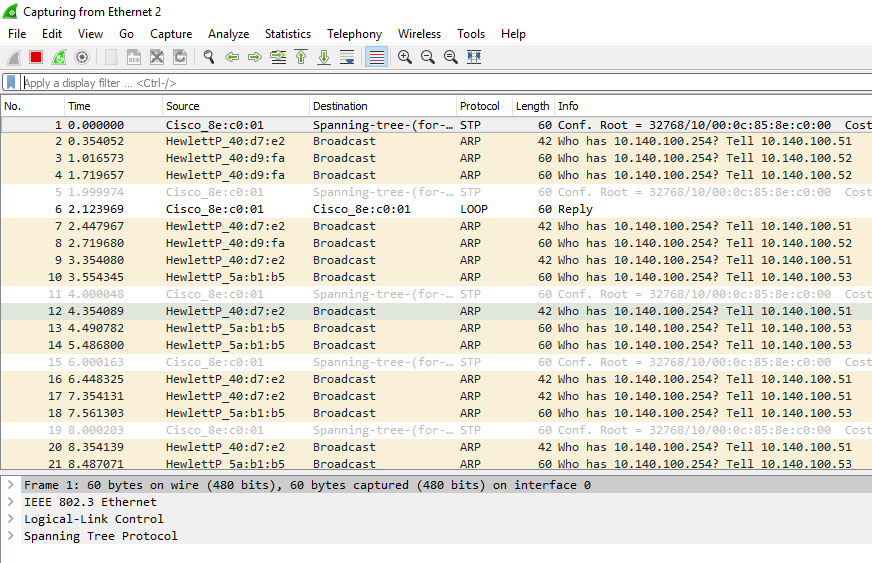 Capturing from Ethernet 2
File Edit View Go Capture Analyze Statistics Telephony Wireless Tools Help
Apply a display filter ... <Ctrl-/>
No. Time Source Destination Protocol Length Info
1 0.000000 Cisco_8e:c0:01 Spanning-tree-(for-… STP 60 Conf. Root = 32768/10/00:0c:85:8e:c0:00 Cost
2 0.354052 HewlettP_40:d7:e2 Broadcast ARP 42 Who has 10.140.100.254? Tell 10.140.100.51
3 1.016573 HewlettP_40:d9:fa Broadcast ARP 60 Who has 10.140.100.254? Tell 10.140.100.52
4 1.719657 HewlettP_40:d9:fa Broadcast ARP 60 Who has 10.140.100.254? Tell 10.140.100.52
5 1.999974 Cisco_8e:c0:01 Spanning-tree-(for-… STP 60 Conf. Root = 32768/10/00:0c:85:8e:c0:00 Cost
6 2.123969 Cisco_8e:c0:01 Cisco_8e:c0:01 LOOP 60 Reply
7 2.447967 HewlettP_40:d7:e2 Broadcast ARP 42 Who has 10.140.100.254? Tell 10.140.100.51
8 2.719680 HewlettP_40:d9:fa Broadcast ARP 60 Who has 10.140.100.254? Tell 10.140.100.52
9 3.354080 HewlettP_40:d7:e2 Broadcast ARP 42 Who has 10.140.100.254? Tell 10.140.100.51
10 3.554345 HewlettP_5a:b1:b5 Broadcast ARP 60 Who has 10.140.100.254? Tell 10.140.100.53
11 4.000048 Cisco_8e:c0:01 Spanning-tree-(for-… STP 60 Conf. Root = 32768/10/00:0c:85:8e:c0:00 Cost
12 4.354089 HewlettP_40:d7:e2 Broadcast ARP 42 Who has 10.140.100.254? Tell 10.140.100.51
13 4.490782 HewlettP_5a:b1:b5 Broadcast ARP 60 Who has 10.140.100.254? Tell 10.140.100.53
14 5.486800 HewlettP_5a:b1:b5 Broadcast ARP 60 Who has 10.140.100.254? Tell 10.140.100.53
15 6.000163 Cisco_8e:c0:01 Spanning-tree-(for-… STP 60 Conf. Root = 32768/10/00:0c:85:8e:c0:00 Cost
16 6.448325 HewlettP_40:d7:e2 Broadcast ARP 42 Who has 10.140.100.254? Tell 10.140.100.51
17 7.354131 HewlettP_40:d7:e2 Broadcast ARP 42 Who has 10.140.100.254? Tell 10.140.100.51
18 7.561303 HewlettP_5a:b1:b5 Broadcast ARP 60 Who has 10.140.100.254? Tell 10.140.100.53
19 8.000203 Cisco_8e:c0:01 Spanning-tree-(for-… STP 60 Conf. Root = 32768/10/00:0c:85:8e:c0:00 Cost
20 8.354139 HewlettP_40:d7:e2 Broadcast ARP 42 Who has 10.140.100.254? Tell 10.140.100.51
21 8.487071 HewlettP_5a:b1:b5 Broadcast ARP 60 Who has 10.140.100.254? Tell 10.140.100.53
Frame 1: 60 bytes on wire (480 bits), 60 bytes captured (480 bits) on interface 0
IEEE 802.3 Ethernet
Logical-Link Control
Spanning Tree Protocol